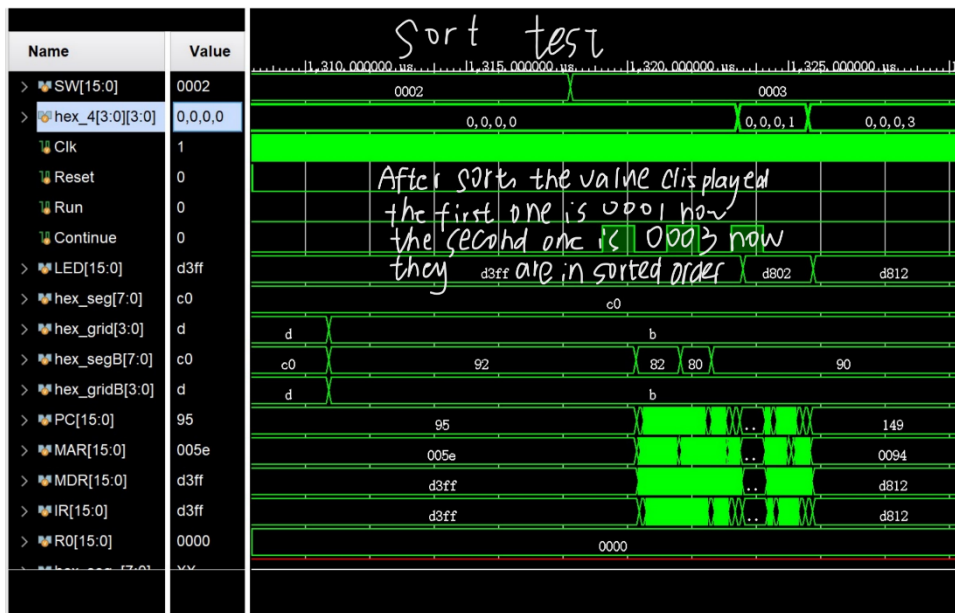 Sort test
Name Value
1,310.000000 us 1,315.000000 us 1,320.000000 us 1,325.000000 us
SW[15:0] 0002 0002 0003
hex_4[3:0][3:0] 0,0,0,0 0,0,0,0 0,0,0,1 0,0,0,3
Clk 1
Reset 0 After sort, the value displayed
Run 0 the first one is 0001 now
Continue 0 the second one is 0003 now
they are in sorted order
LED[15:0] d3ff d3ff d802 d812
hex_seg[7:0] c0 c0
hex_grid[3:0] d d b
hex_segB[7:0] c0 c0 92 82 80 90
hex_gridB[3:0] d d b
PC[15:0] 95 95 .. 149
MAR[15:0] 005e 005e .. 0094
MDR[15:0] d3ff d3ff .. d812
IR[15:0] d3ff d3ff .. d812
R0[15:0] 0000 0000